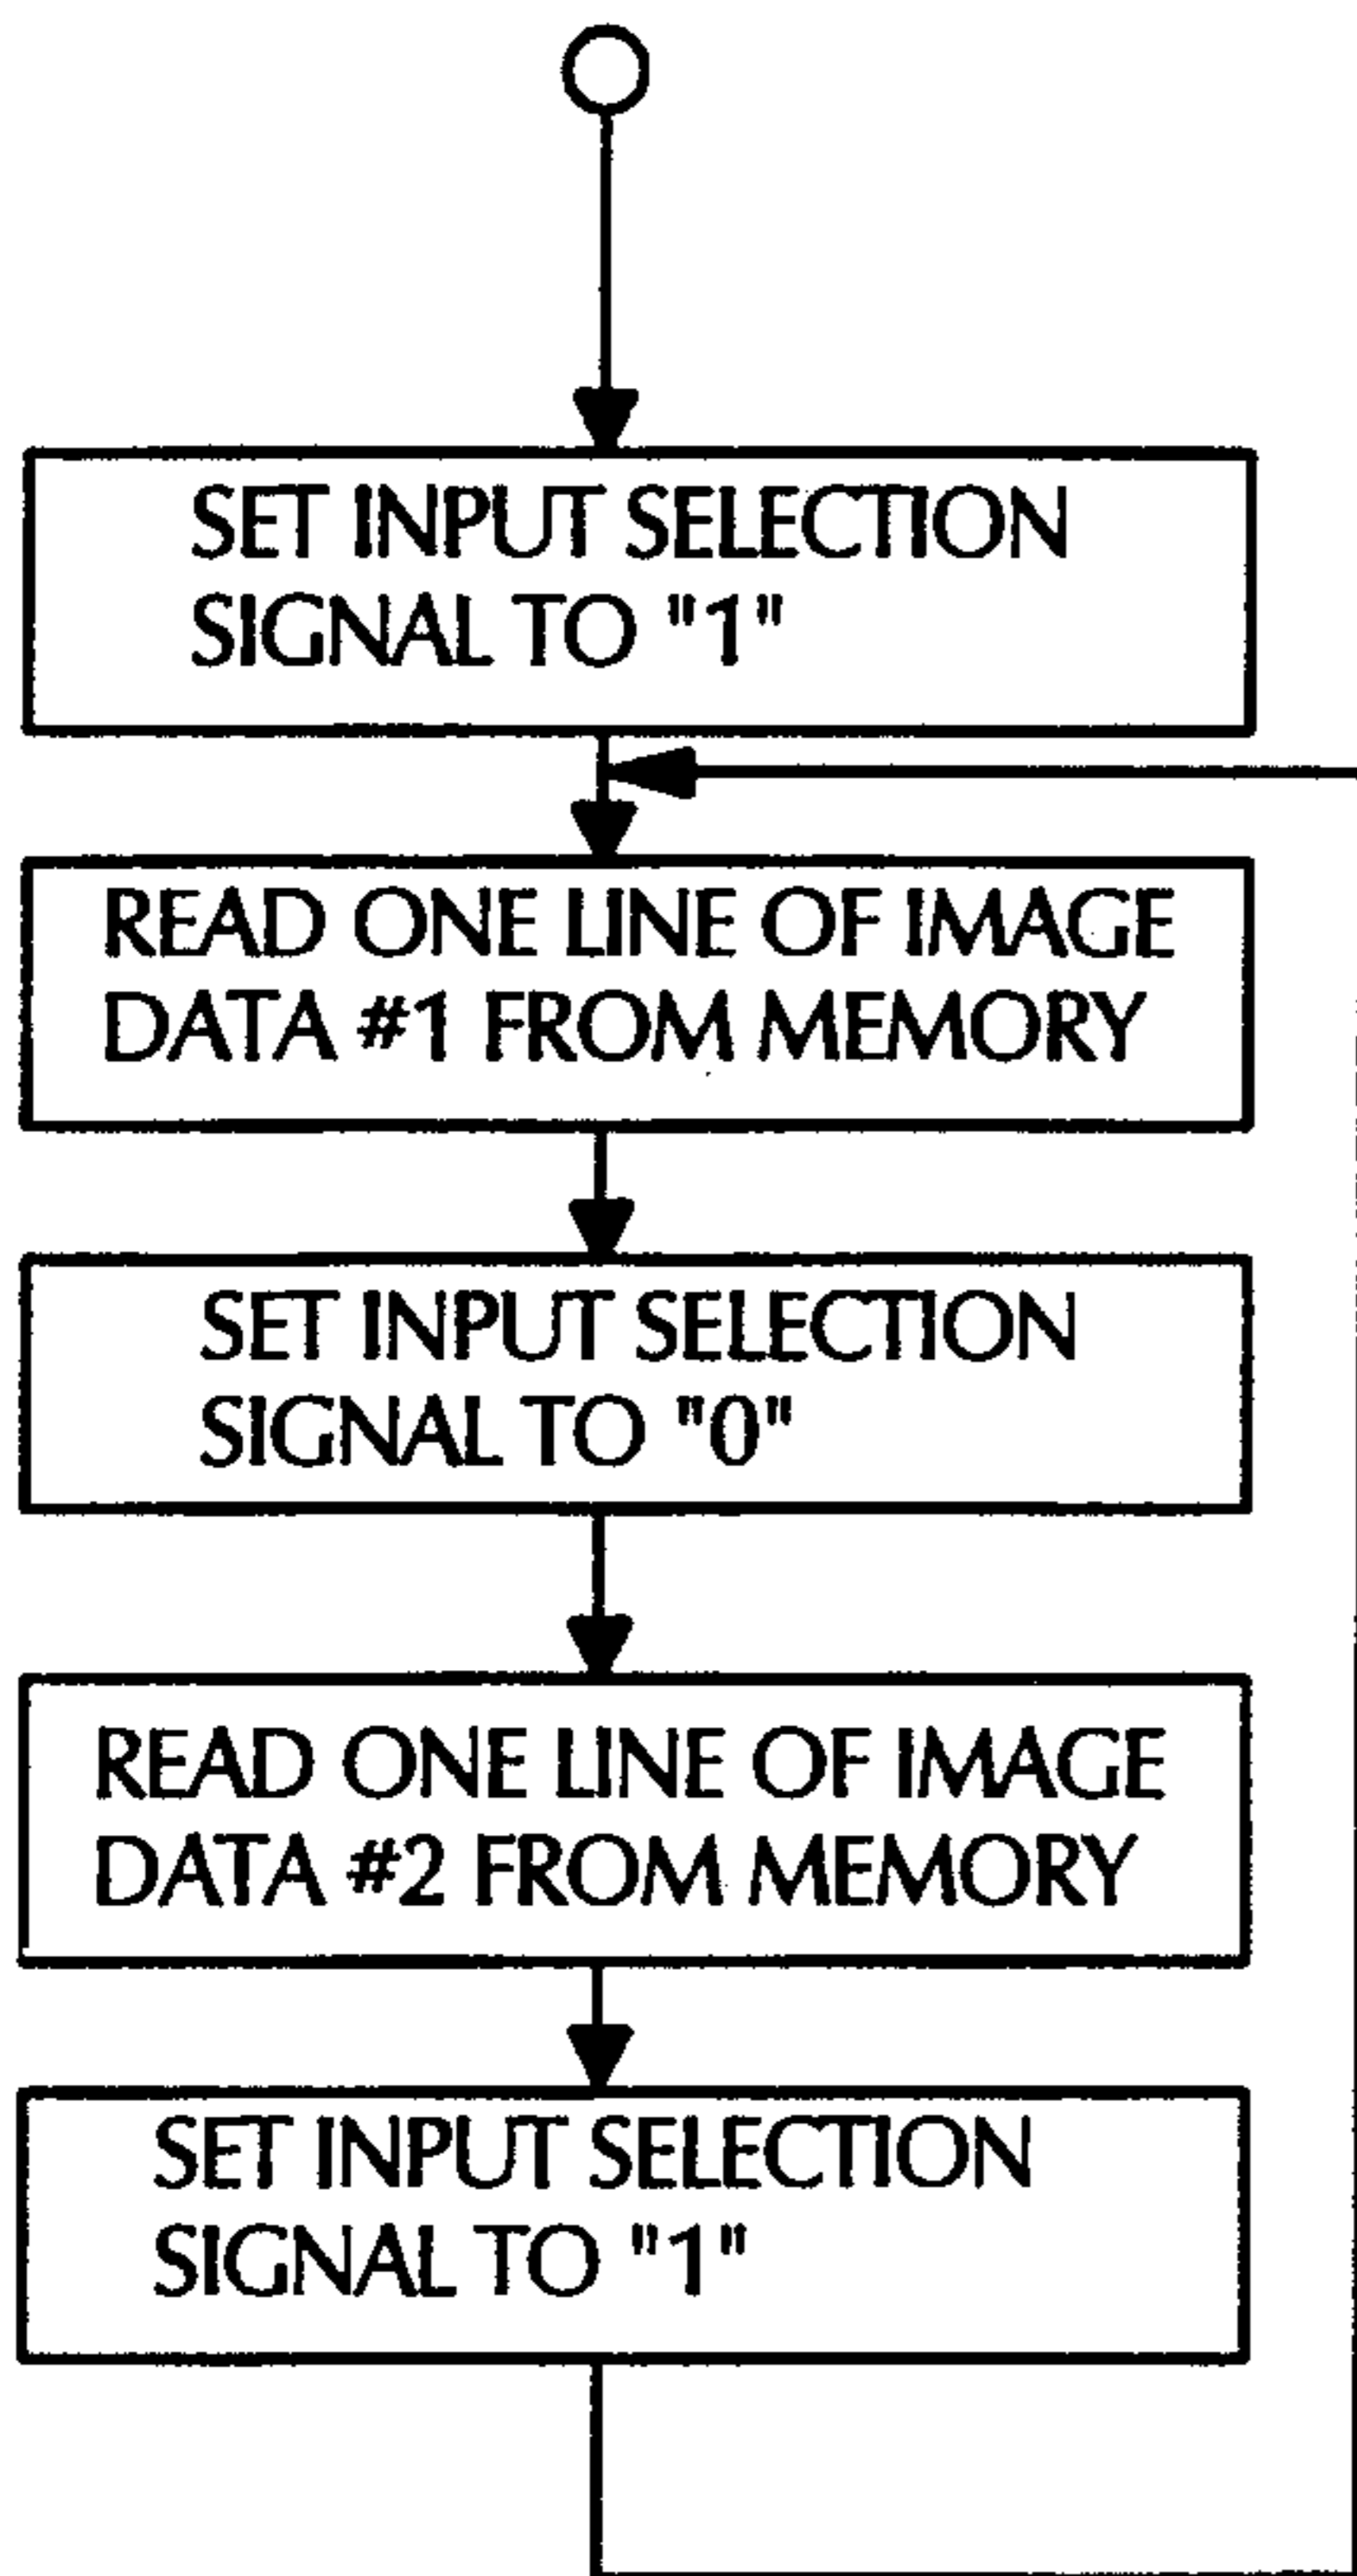 SET INPUT SELECTION
SIGNAL TO "1"
READ ONE LINE OF IMAGE
DATA #1 FROM MEMORY
SET INPUT SELECTION
SIGNAL TO "0"
READ ONE LINE OF IMAGE
DATA #2 FROM MEMORY
SET INPUT SELECTION
SIGNAL TO "1"